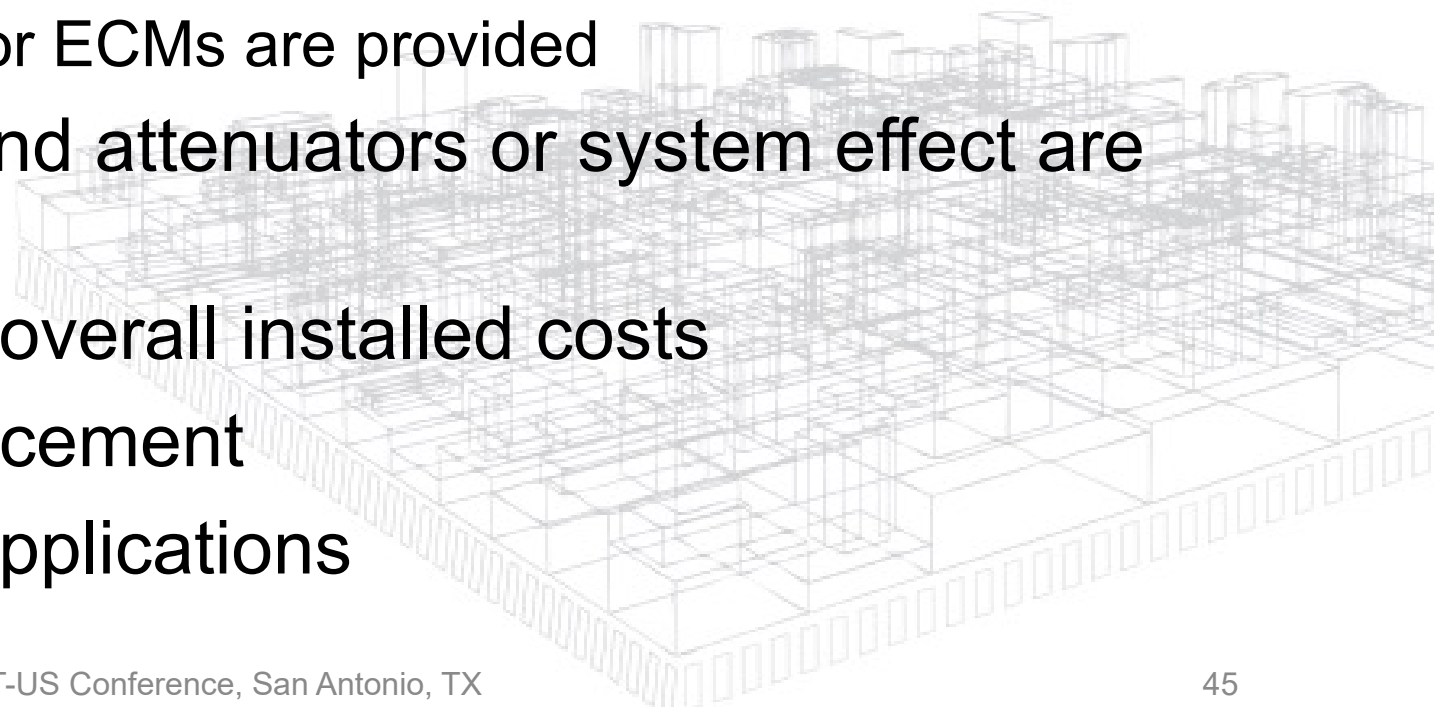 or ECMs are provided
nd attenuators or system effect are
overall installed costs
cement
pplications
T-US Conference, San Antonio, TX
45